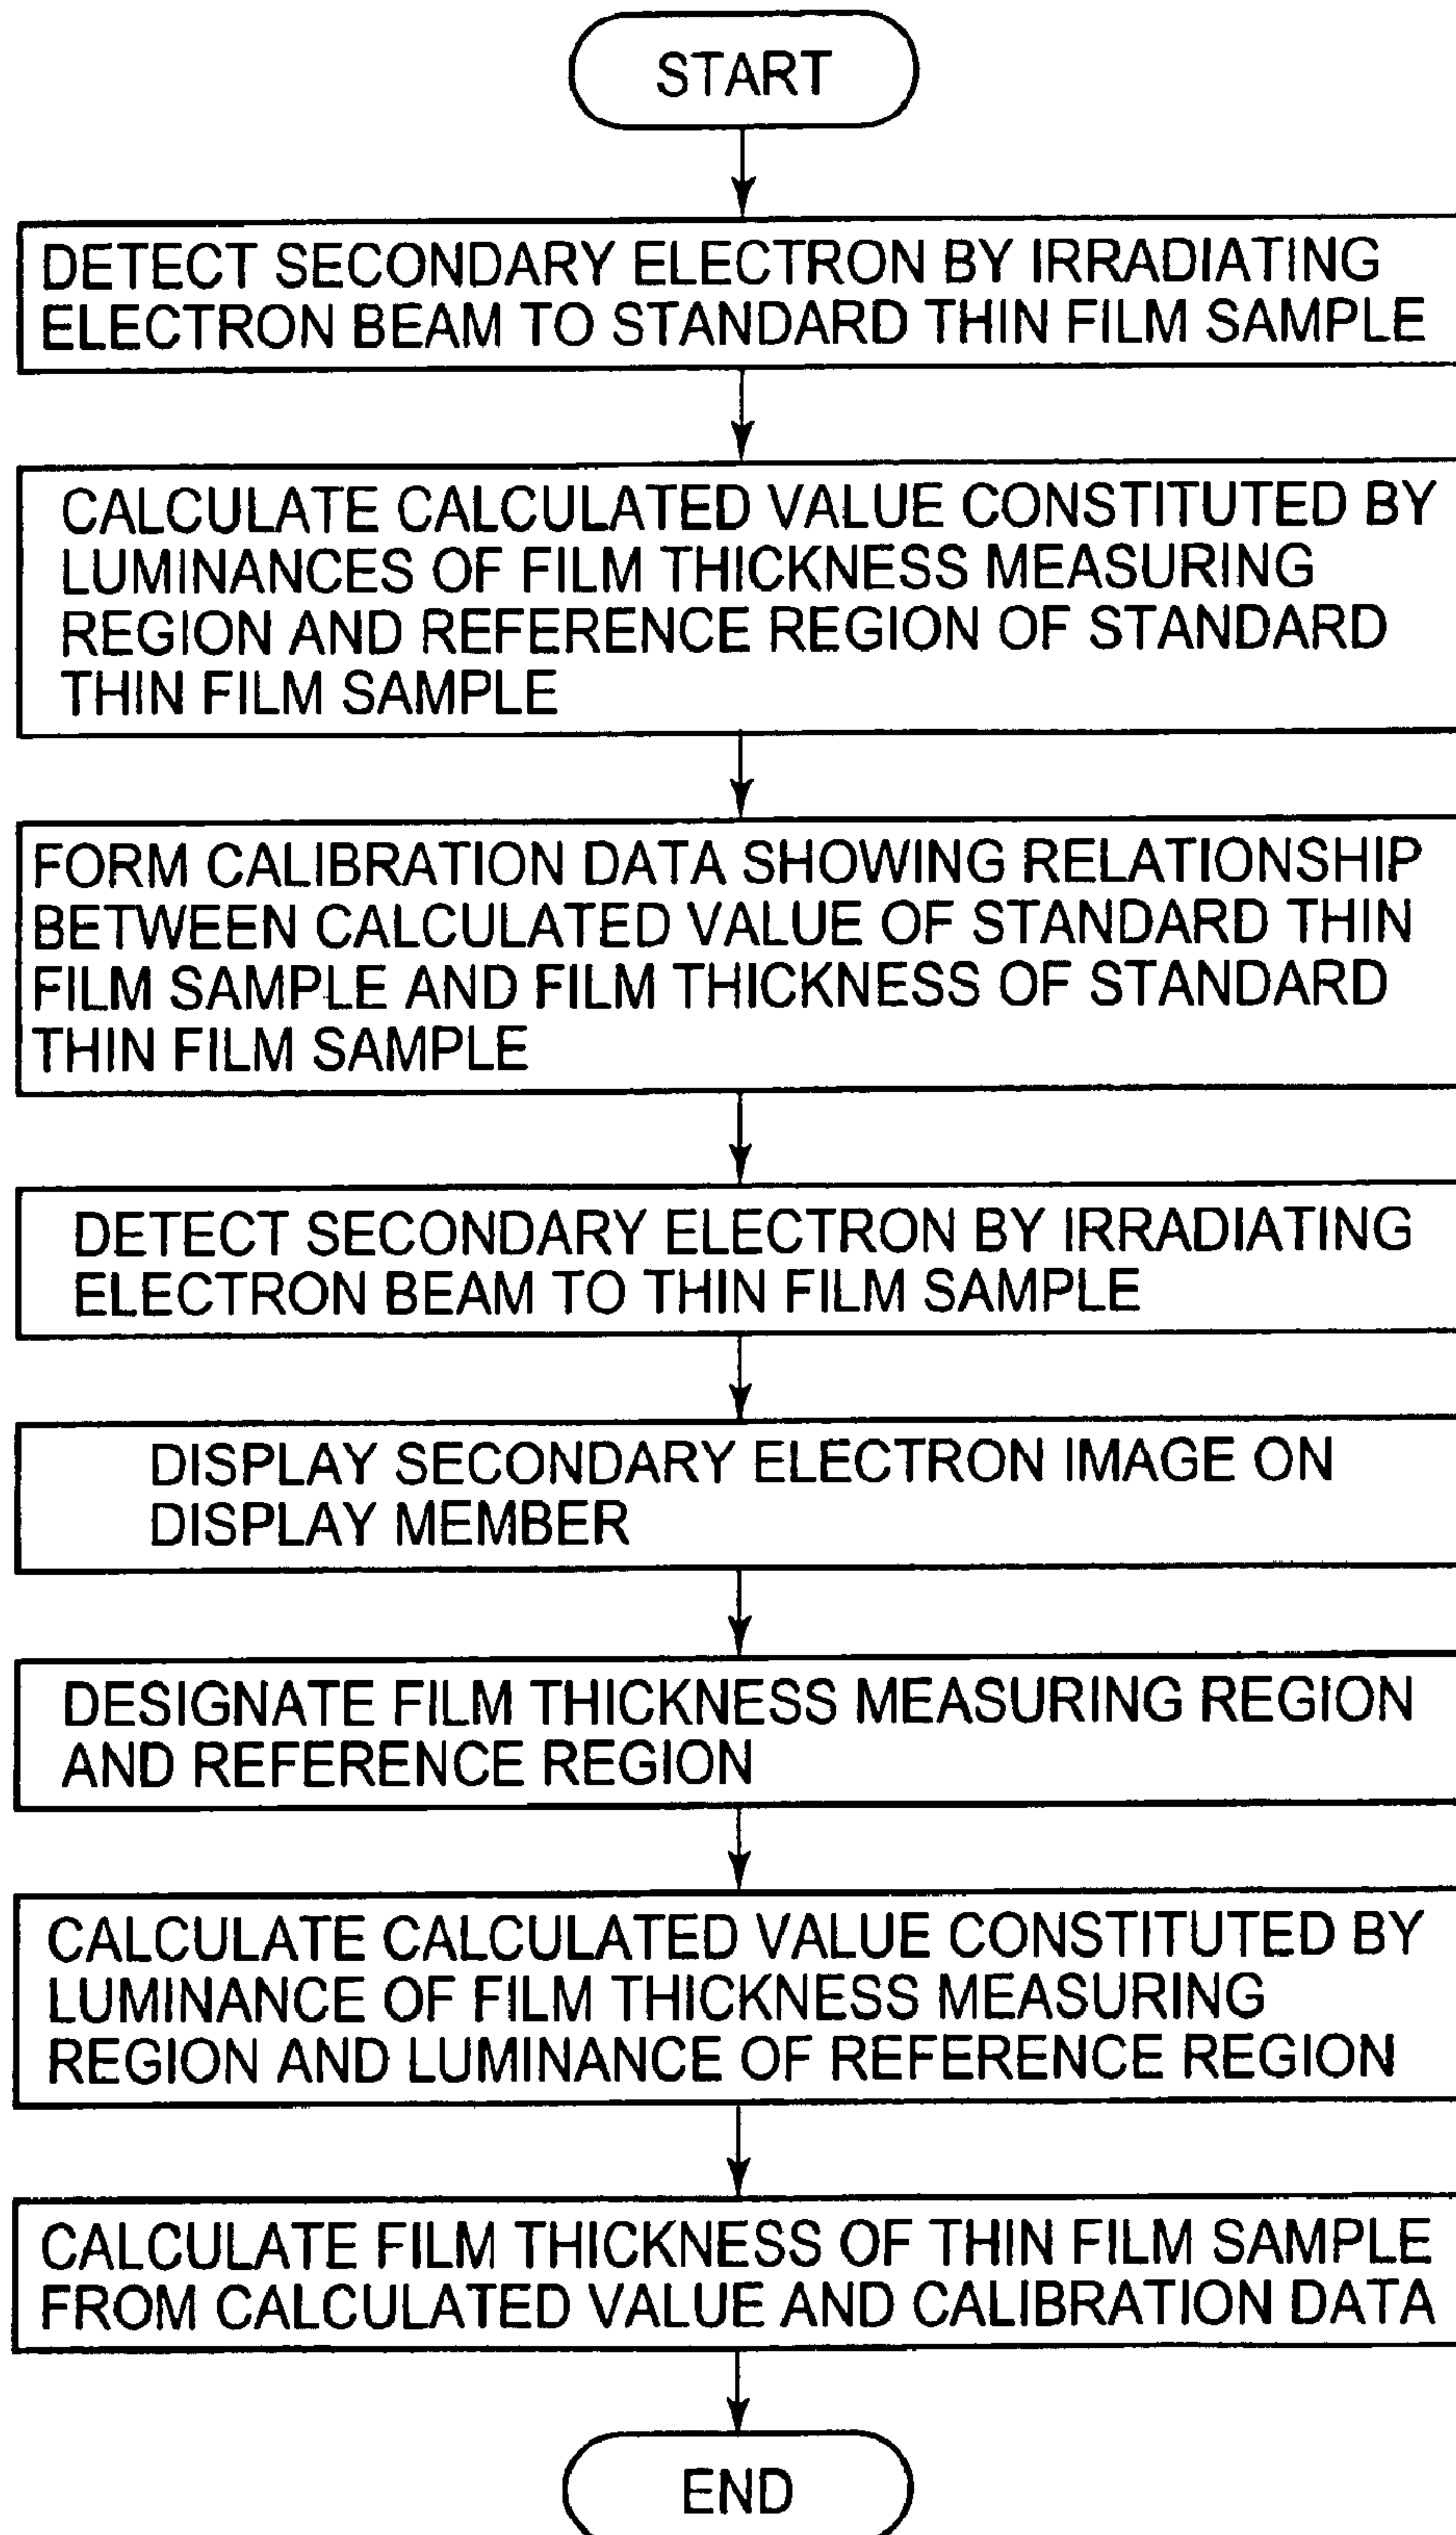 START
DETECT SECONDARY ELECTRON BY IRRADIATING
ELECTRON BEAM TO STANDARD THIN FILM SAMPLE
CALCULATE CALCULATED VALUE CONSTITUTED BY
LUMINANCES OF FILM THICKNESS MEASURING
REGION AND REFERENCE REGION OF STANDARD
THIN FILM SAMPLE
FORM CALIBRATION DATA SHOWING RELATIONSHIP
BETWEEN CALCULATED VALUE OF STANDARD THIN
FILM SAMPLE AND FILM THICKNESS OF STANDARD
THIN FILM SAMPLE
DETECT SECONDARY ELECTRON BY IRRADIATING
ELECTRON BEAM TO THIN FILM SAMPLE
DISPLAY SECONDARY ELECTRON IMAGE ON
DISPLAY MEMBER
DESIGNATE FILM THICKNESS MEASURING REGION
AND REFERENCE REGION
CALCULATE CALCULATED VALUE CONSTITUTED BY
LUMINANCE OF FILM THICKNESS MEASURING
REGION AND LUMINANCE OF REFERENCE REGION
CALCULATE FILM THICKNESS OF THIN FILM SAMPLE
FROM CALCULATED VALUE AND CALIBRATION DATA
END